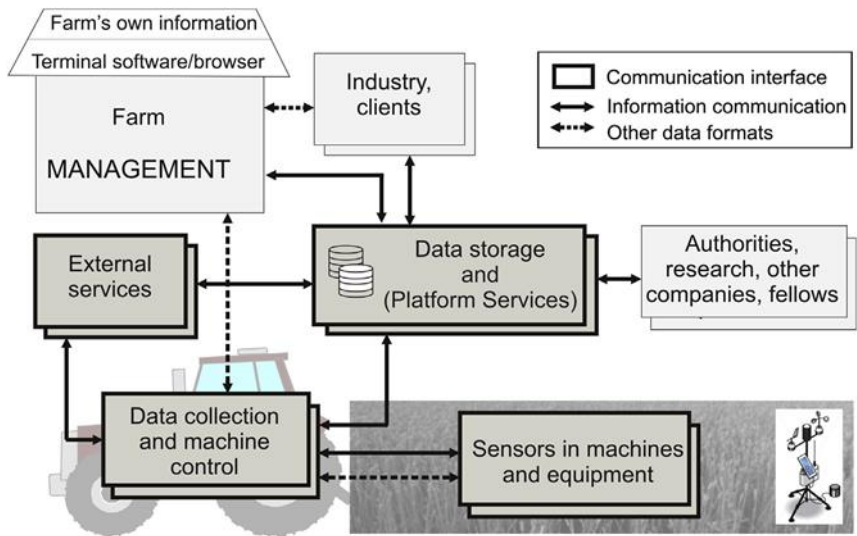 Farm's own information
Terminal software/browser
Farm
MANAGEMENT
Industry,
clients
Communication interface
Information communication
Other data formats
External
services
Data storage
and
(Platform Services)
Authorities,
research, other
companies, fellows
Data collection
and machine
control
Sensors in machines
and equipment